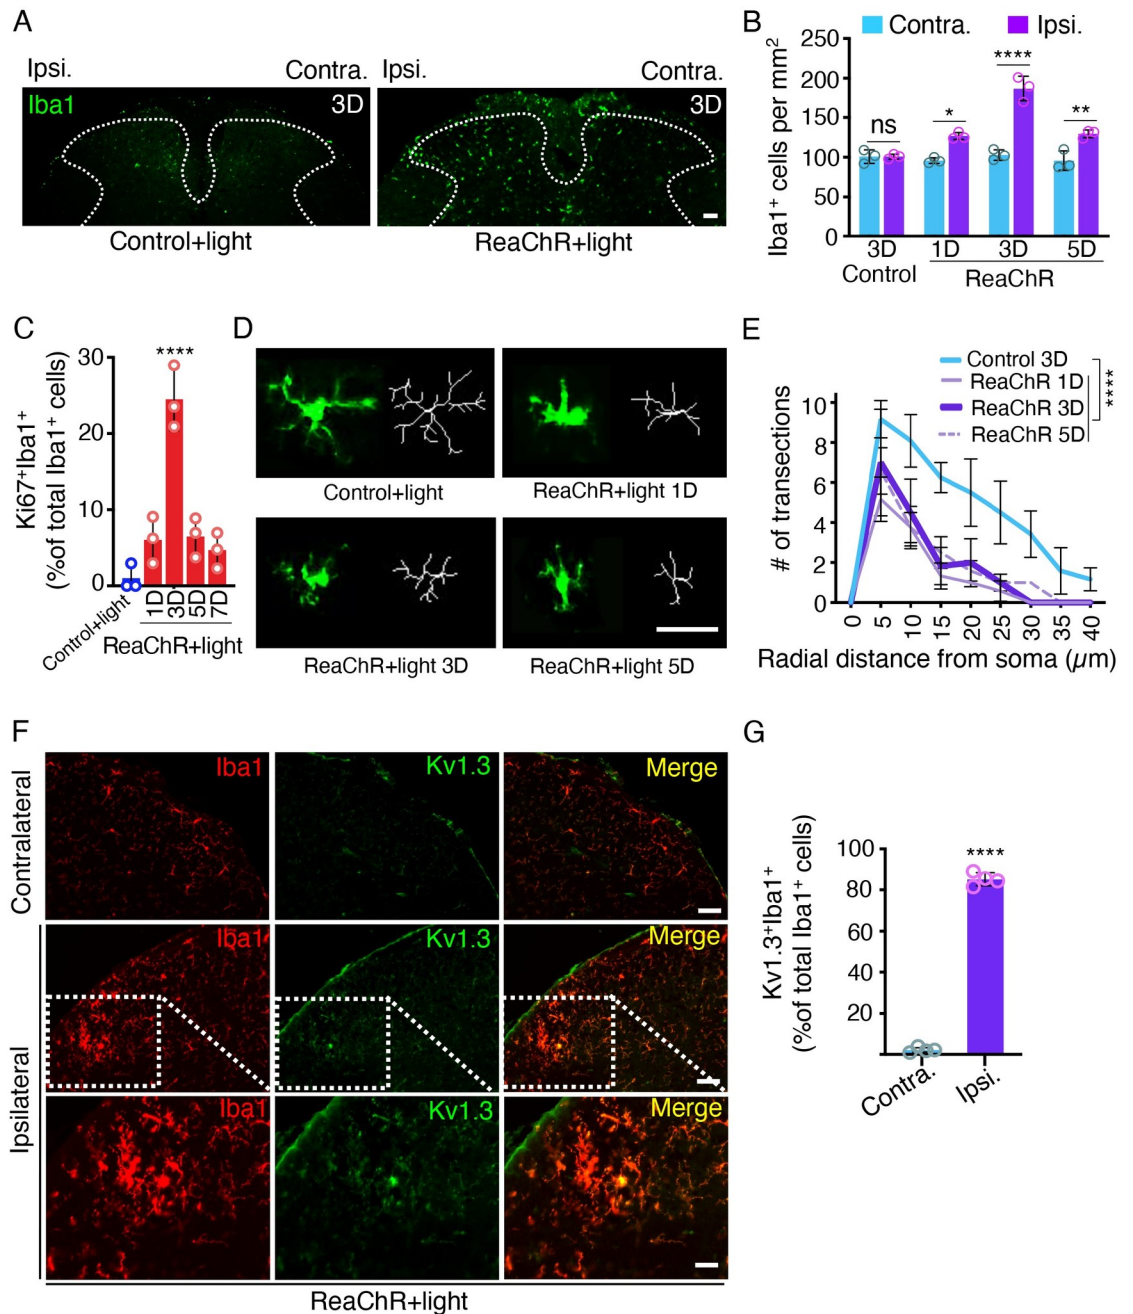 A
Ipsi.
Contra.
Iba1
3D
Control+light
Ipsi.
Contra.
3D
ReaChR+light
B
Contra.
Ipsi.
Iba1⁺ cells per mm²
250
200
150
100
50
0
ns
*
****
**
3D
1D
3D
5D
Control
ReaChR
C
Ki67⁺Iba1⁺
(%of total Iba1⁺ cells)
30
20
10
0
****
Control+light
1D
3D
5D
7D
ReaChR+light
D
Control+light
ReaChR+light 1D
ReaChR+light 3D
ReaChR+light 5D
E
Control 3D
ReaChR 1D
ReaChR 3D
ReaChR 5D
****
# of transections
10
8
6
4
2
0
0
5
10
15
20
25
30
35
40
Radial distance from soma (µm)
F
Contralateral
Iba1
Kv1.3
Merge
Ipsilateral
Iba1
Kv1.3
Merge
Iba1
Kv1.3
Merge
ReaChR+light
G
Kv1.3⁺Iba1⁺
(%of total Iba1⁺ cells)
100
80
60
40
20
****
Contra.
Ipsi.